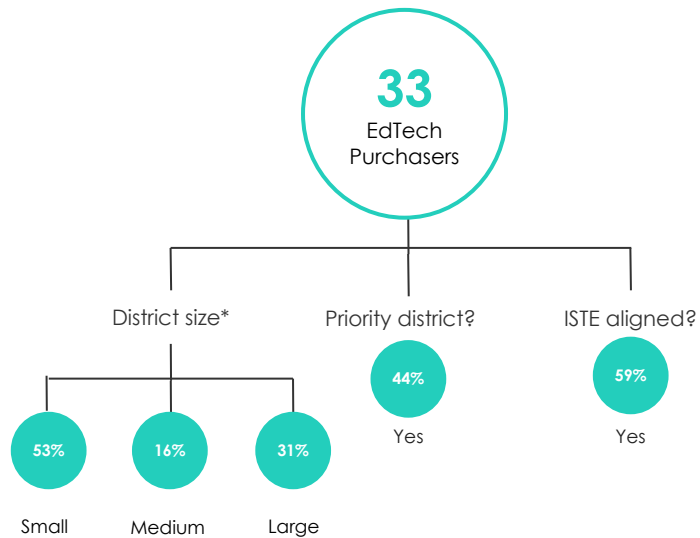 33
EdTech
Purchasers
District size*
Priority district?
ISTE aligned?
44%
Yes
59%
Yes
53%
16%
31%
Small
Medium
Large